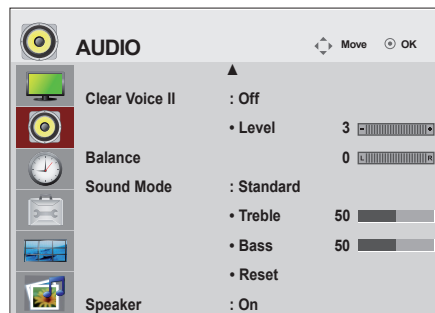 AUDIO Move OK
▲
Clear Voice II : Off
• Level 3 - +
Balance 0 L R
Sound Mode : Standard
• Treble 50
• Bass 50
• Reset
Speaker : On